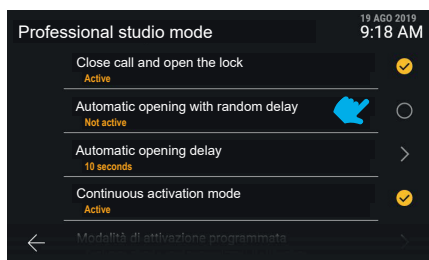 19 AGO 2019
Professional studio mode 9:18 AM
Close call and open the lock
Active
Automatic opening with random delay
Not active
Automatic opening delay
10 seconds
Continuous activation mode
Active
Modalità di attivazione programmata